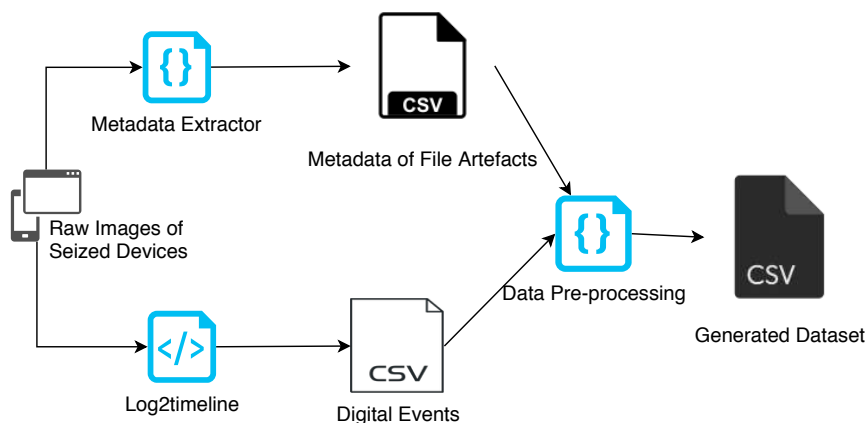 {}
Metadata Extractor
CSV
Metadata of File Artefacts
Raw Images of
Seized Devices
{}
Data Pre-processing
CSV
Generated Dataset
</>
Log2timeline
CSV
Digital Events